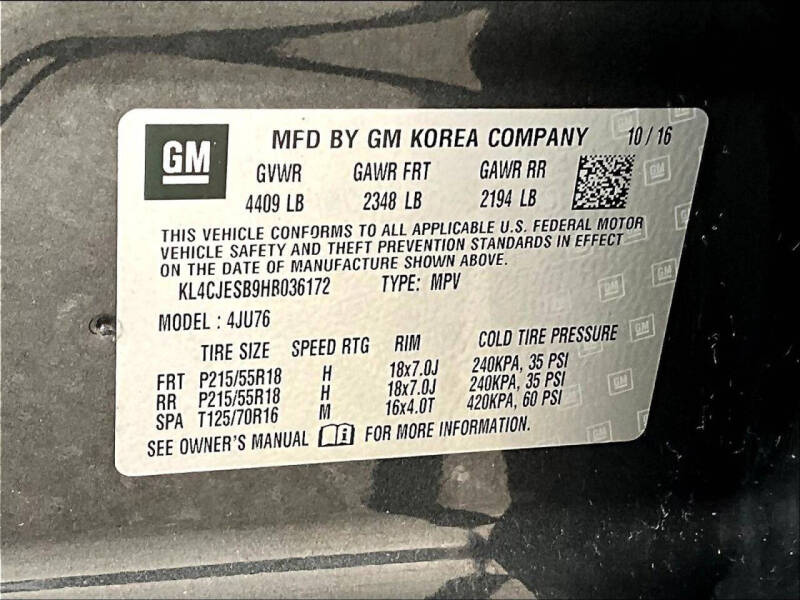 GM MFD BY GM KOREA COMPANY 10/16
GVWR GAWR FRT GAWR RR
4409 LB 2348 LB 2194 LB
THIS VEHICLE CONFORMS TO ALL APPLICABLE U.S. FEDERAL MOTOR
VEHICLE SAFETY AND THEFT PREVENTION STANDARDS IN EFFECT
ON THE DATE OF MANUFACTURE SHOWN ABOVE.
KL4CJESB9HB036172 TYPE: MPV
MODEL : 4JU76
TIRE SIZE SPEED RTG RIM COLD TIRE PRESSURE
FRT P215/55R18 H 18x7.0J 240KPA, 35 PSI
RR P215/55R18 H 18x7.0J 240KPA, 35 PSI
SPA T125/70R16 M 16x4.0T 420KPA, 60 PSI
SEE OWNER'S MANUAL FOR MORE INFORMATION.